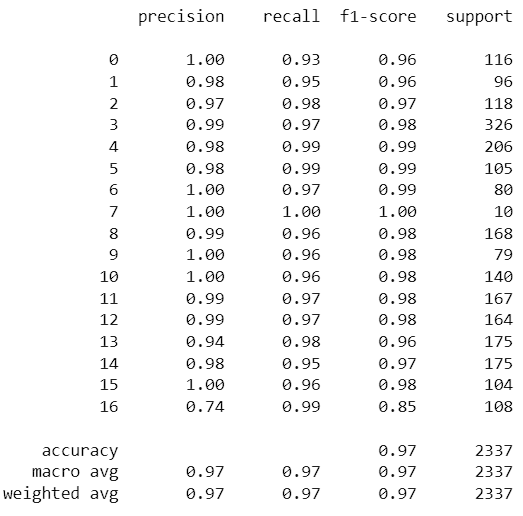 precision recall f1-score support
0 1.00 0.93 0.96 116
1 0.98 0.95 0.96 96
2 0.97 0.98 0.97 118
3 0.99 0.97 0.98 326
4 0.98 0.99 0.99 206
5 0.98 0.99 0.99 105
6 1.00 0.97 0.99 80
7 1.00 1.00 1.00 10
8 0.99 0.96 0.98 168
9 1.00 0.96 0.98 79
10 1.00 0.96 0.98 140
11 0.99 0.97 0.98 167
12 0.99 0.97 0.98 164
13 0.94 0.98 0.96 175
14 0.98 0.95 0.97 175
15 1.00 0.96 0.98 104
16 0.74 0.99 0.85 108
accuracy 0.97 2337
macro avg 0.97 0.97 0.97 2337
weighted avg 0.97 0.97 0.97 2337